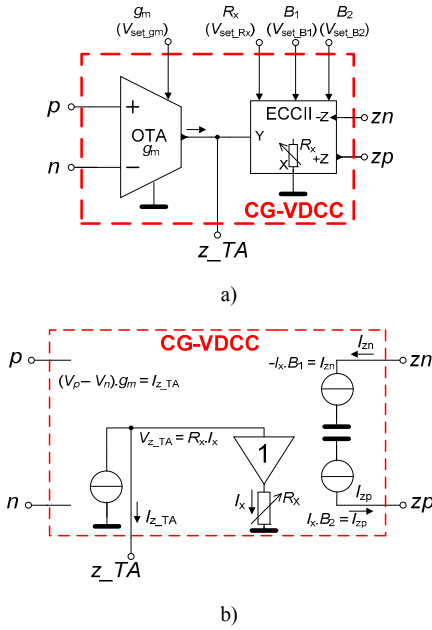 gm Rx B1 B2
(Vset_gm) (Vset_Rx) (Vset_B1) (Vset_B2)
p + ECCII -Z zn
OTA Y Rx
gm X +Z zp
n −
CG-VDCC
z_TA
a)
CG-VDCC
p Izn zn
(Vp – Vn).gm = Iz_TA -Ix.B1 = Izn
Vz_TA = Rx.Ix
1
Ix Rx Izp
n Iz_TA Ix.B2 = Izp zp
z_TA
b)